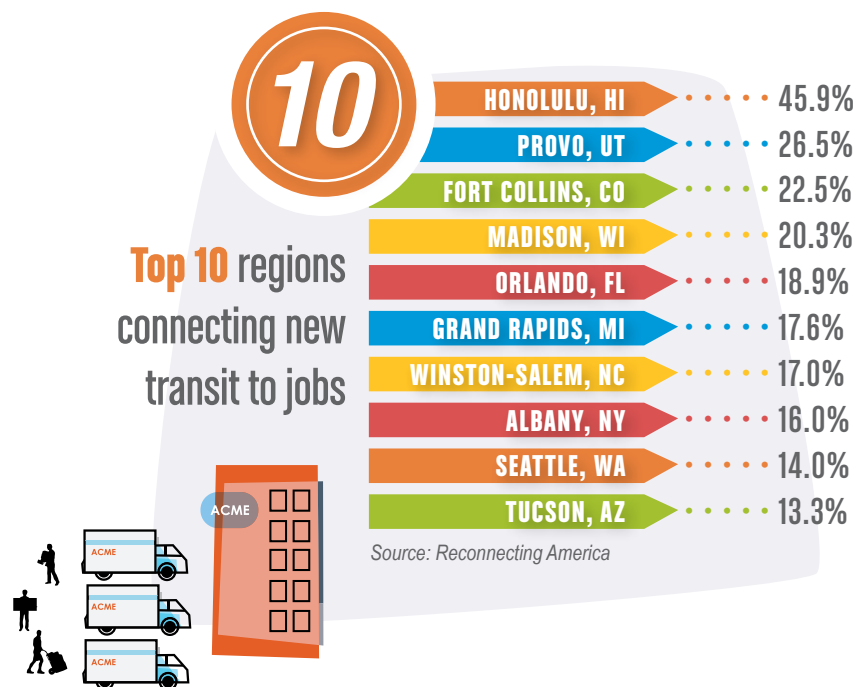 10
HONOLULU, HI 45.9%
PROVO, UT 26.5%
FORT COLLINS, CO 22.5%
MADISON, WI 20.3%
ORLANDO, FL 18.9%
GRAND RAPIDS, MI 17.6%
WINSTON-SALEM, NC 17.0%
ALBANY, NY 16.0%
SEATTLE, WA 14.0%
TUCSON, AZ 13.3%
Top 10 regions
connecting new
transit to jobs
Source: Reconnecting America
ACME
ACME
ACME
ACME